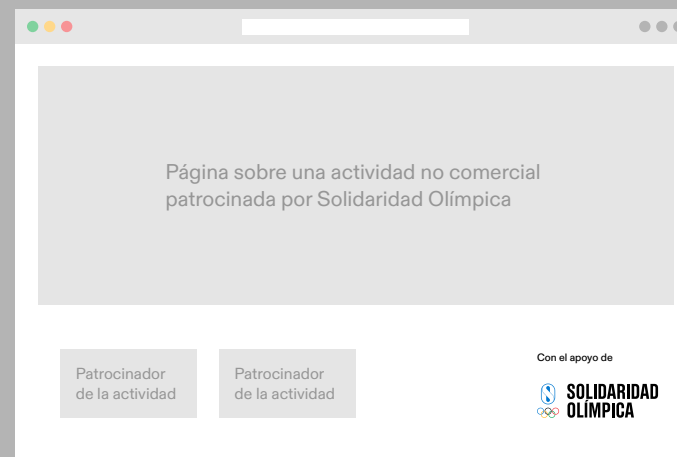 Página sobre una actividad no comercial
patrocinada por Solidaridad Olímpica
Patrocinador
de la actividad
Patrocinador
de la actividad
Con el apoyo de
SOLIDARIDAD
OLÍMPICA